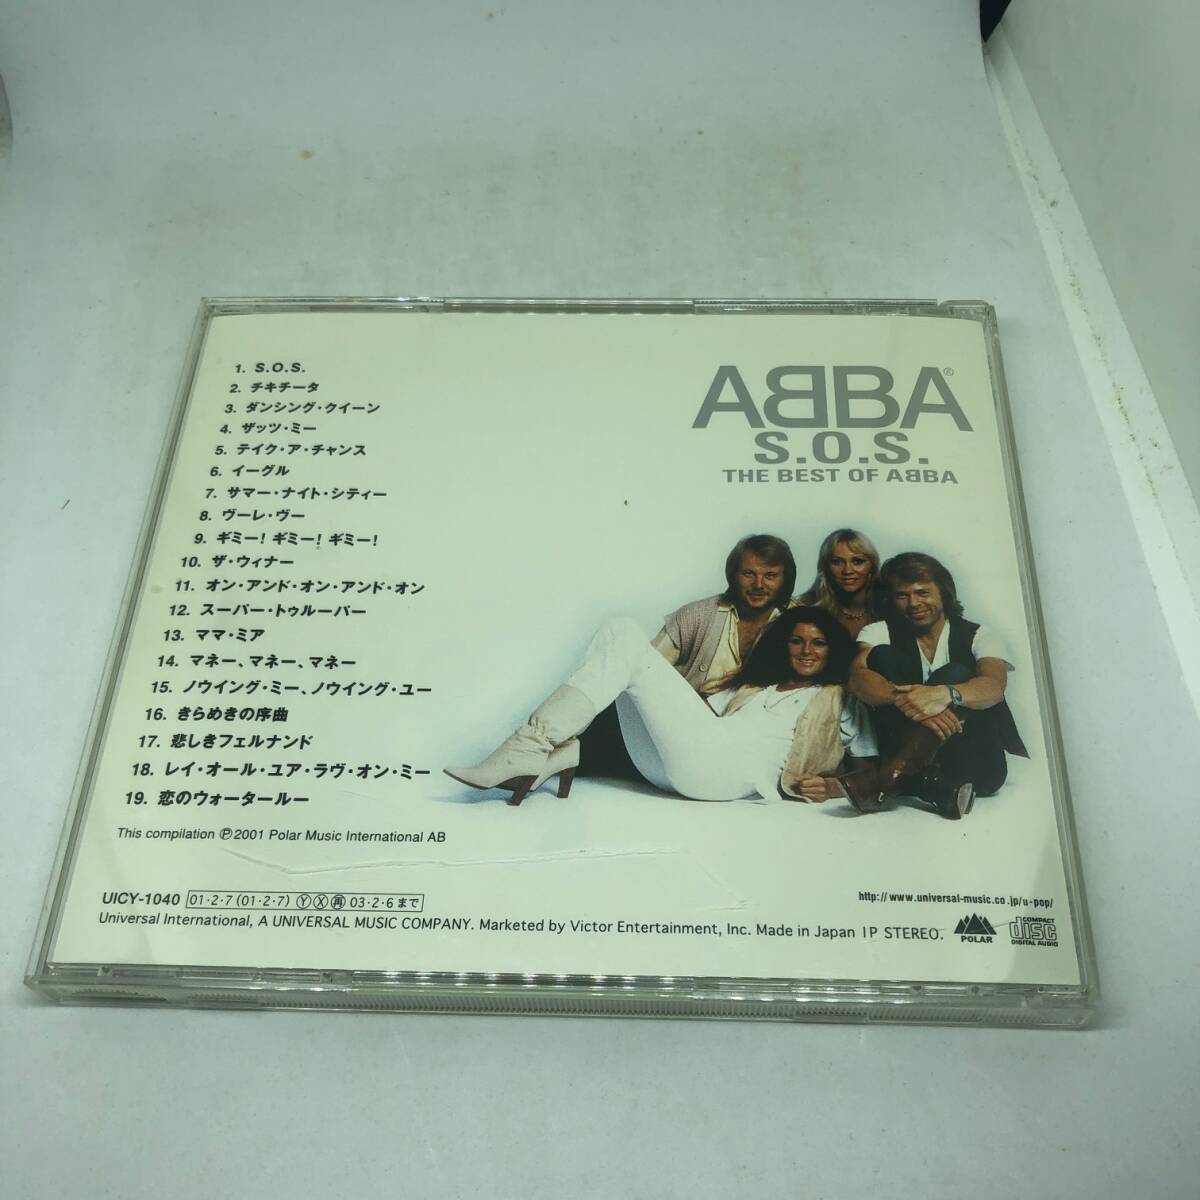 1. S.O.S.
2. チキチータ
3. ダンシング・クイーン
4. ザッツ・ミー
5. テイク・ア・チャンス
6. イーグル
7. サマー・ナイト・シティー
8. ヴーレ・ヴー
9. ギミー! ギミー! ギミー!
10. ザ・ウィナー
11. オン・アンド・オン・アンド・オン
12. スーパー・トゥルーパー
13. ママ・ミア
14. マネー、マネー、マネー
15. ノウイング・ミー、ノウイング・ユー
16. きらめきの序曲
17. 悲しきフェルナンド
18. レイ・オール・ユア・ラヴ・オン・ミー
19. 恋のウォータールー
This compilation ℗2001 Polar Music International AB
ABBA®
S.O.S.
THE BEST OF ABBA
UICY-1040 01・2・7 (01・2・7) Ⓨ Ⓧ ㊢ 03・2・6 まで
http://www.universal-music.co.jp/u-pop/
Universal International, A UNIVERSAL MUSIC COMPANY. Marketed by Victor Entertainment, Inc. Made in Japan 1P STEREO.
POLAR
COMPACT
disc
DIGITAL AUDIO